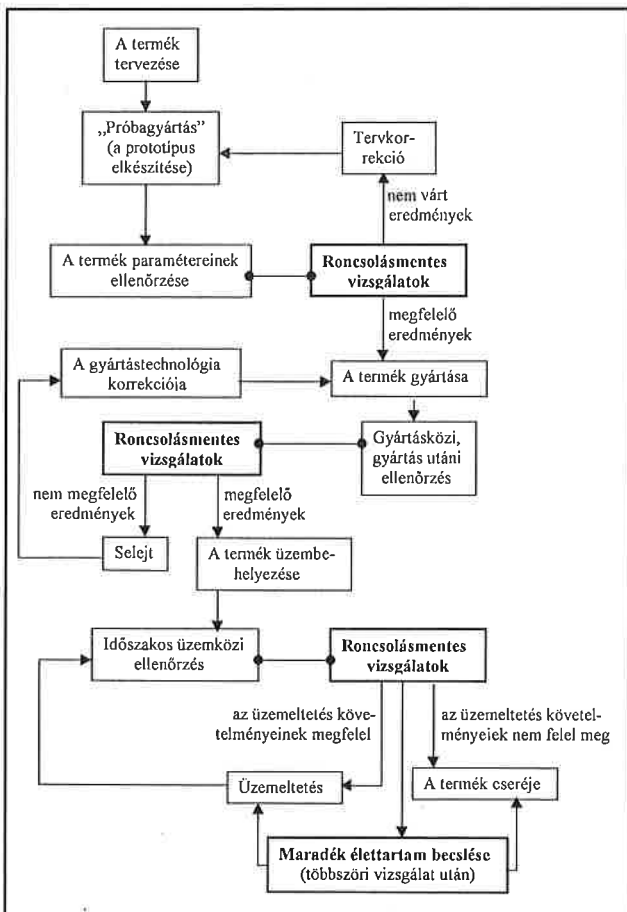 A termék
tervezése
„Próbagyártás”
(a prototípus
elkészítése)
Tervkor-
rekció
nem várt
eredmények
A termék paramétereinek
ellenőrzése
Roncsolásmentes
vizsgálatok
megfelelő
eredmények
A gyártástechnológia
korrekciója
A termék gyártása
Roncsolásmentes
vizsgálatok
Gyártásközi,
gyártás utáni
ellenőrzés
nem megfelelő
eredmények
megfelelő
eredmények
Selejt
A termék üzembe-
helyezése
Időszakos üzemközi
ellenőrzés
Roncsolásmentes
vizsgálatok
az üzemeltetésköve-
telményeinek megfelel
az üzemeltetés követel-
ményeiek nem felel meg
Üzemeltetés
A termék cseréje
Maradék élettartam becslése
(többszöri vizsgálat után)